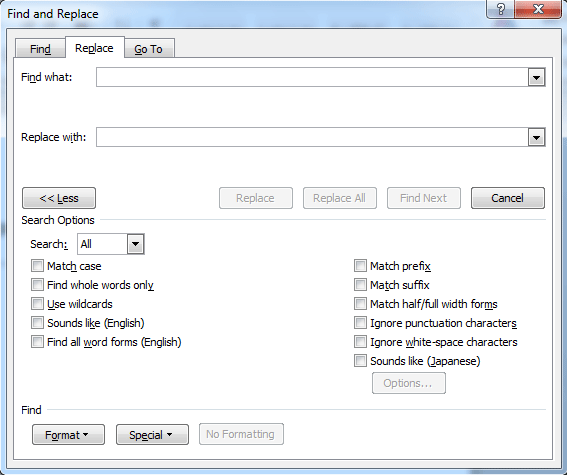 Find and Replace
Find Replace Go To
Find what:
Replace with:
<< Less Replace Replace All Find Next Cancel
Search Options
Search: All
Match case Match prefix
Find whole words only Match suffix
Use wildcards Match half/full width forms
Sounds like (English) Ignore punctuation characters
Find all word forms (English) Ignore white-space characters
Sounds like (Japanese)
Options...
Find
Format Special No Formatting